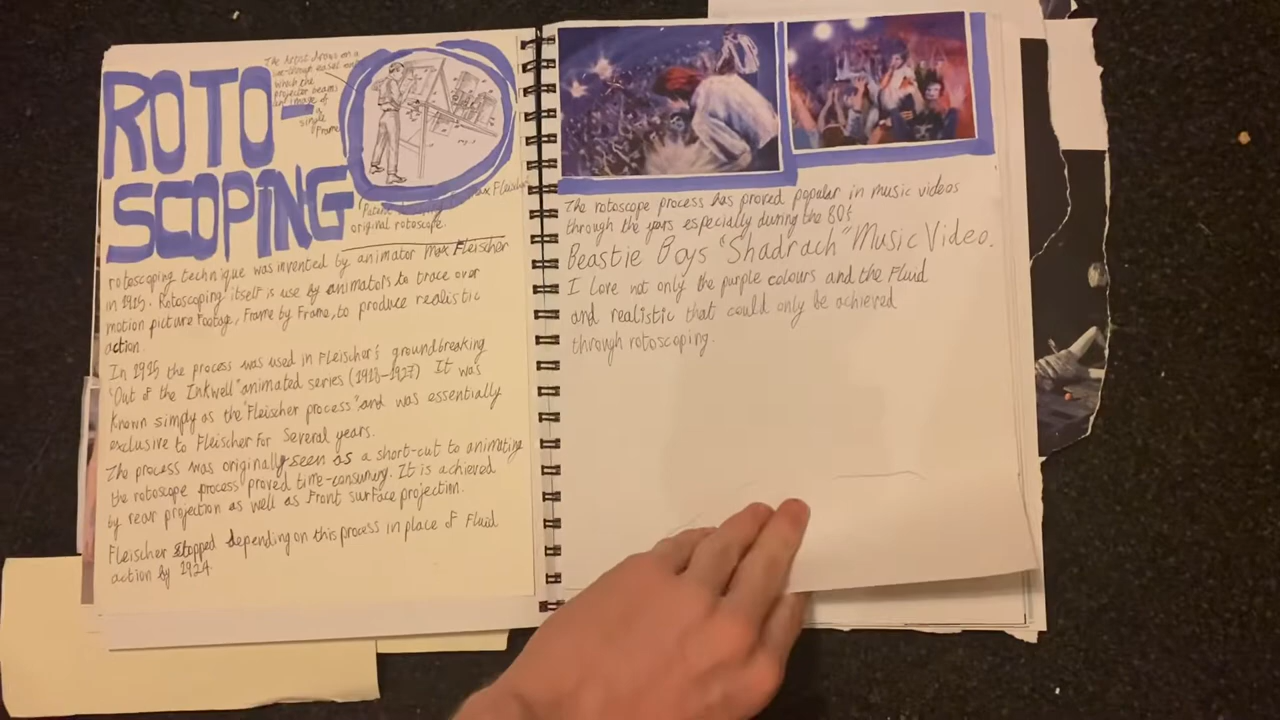 ROTO-
SCOPING
The Artist draws on a
see-through easel on
which the
projector beams
an image of
a
single
frame
Max Fleischer
original rotoscope.
rotoscoping technique was invented by animator Max Fleischer
in 1915. Rotoscoping itself is use by animators to trace over
motion picture footage, frame by frame, to produce realistic
action.
In 1915 the process was used in Fleischer's groundbreaking
"Out of the Inkwell" animated series (1918-1927) It was
known simply as the "Fleischer process" and was essentially
exclusive to Fleischer for several years.
The process was originally seen as a short-cut to animating
the rotoscope process proved time-consuming. It is achieved
by rear projection as well as front surface projection.
Fleischer stopped depending on this process in place of fluid
action by 1924.
The rotoscope process has proved popular in music videos
through the years especially during the 80s
Beastie Boys "Shadrach" Music Video.
I love not only the purple colours and the fluid
and realistic that could only be achieved
through rotoscoping.